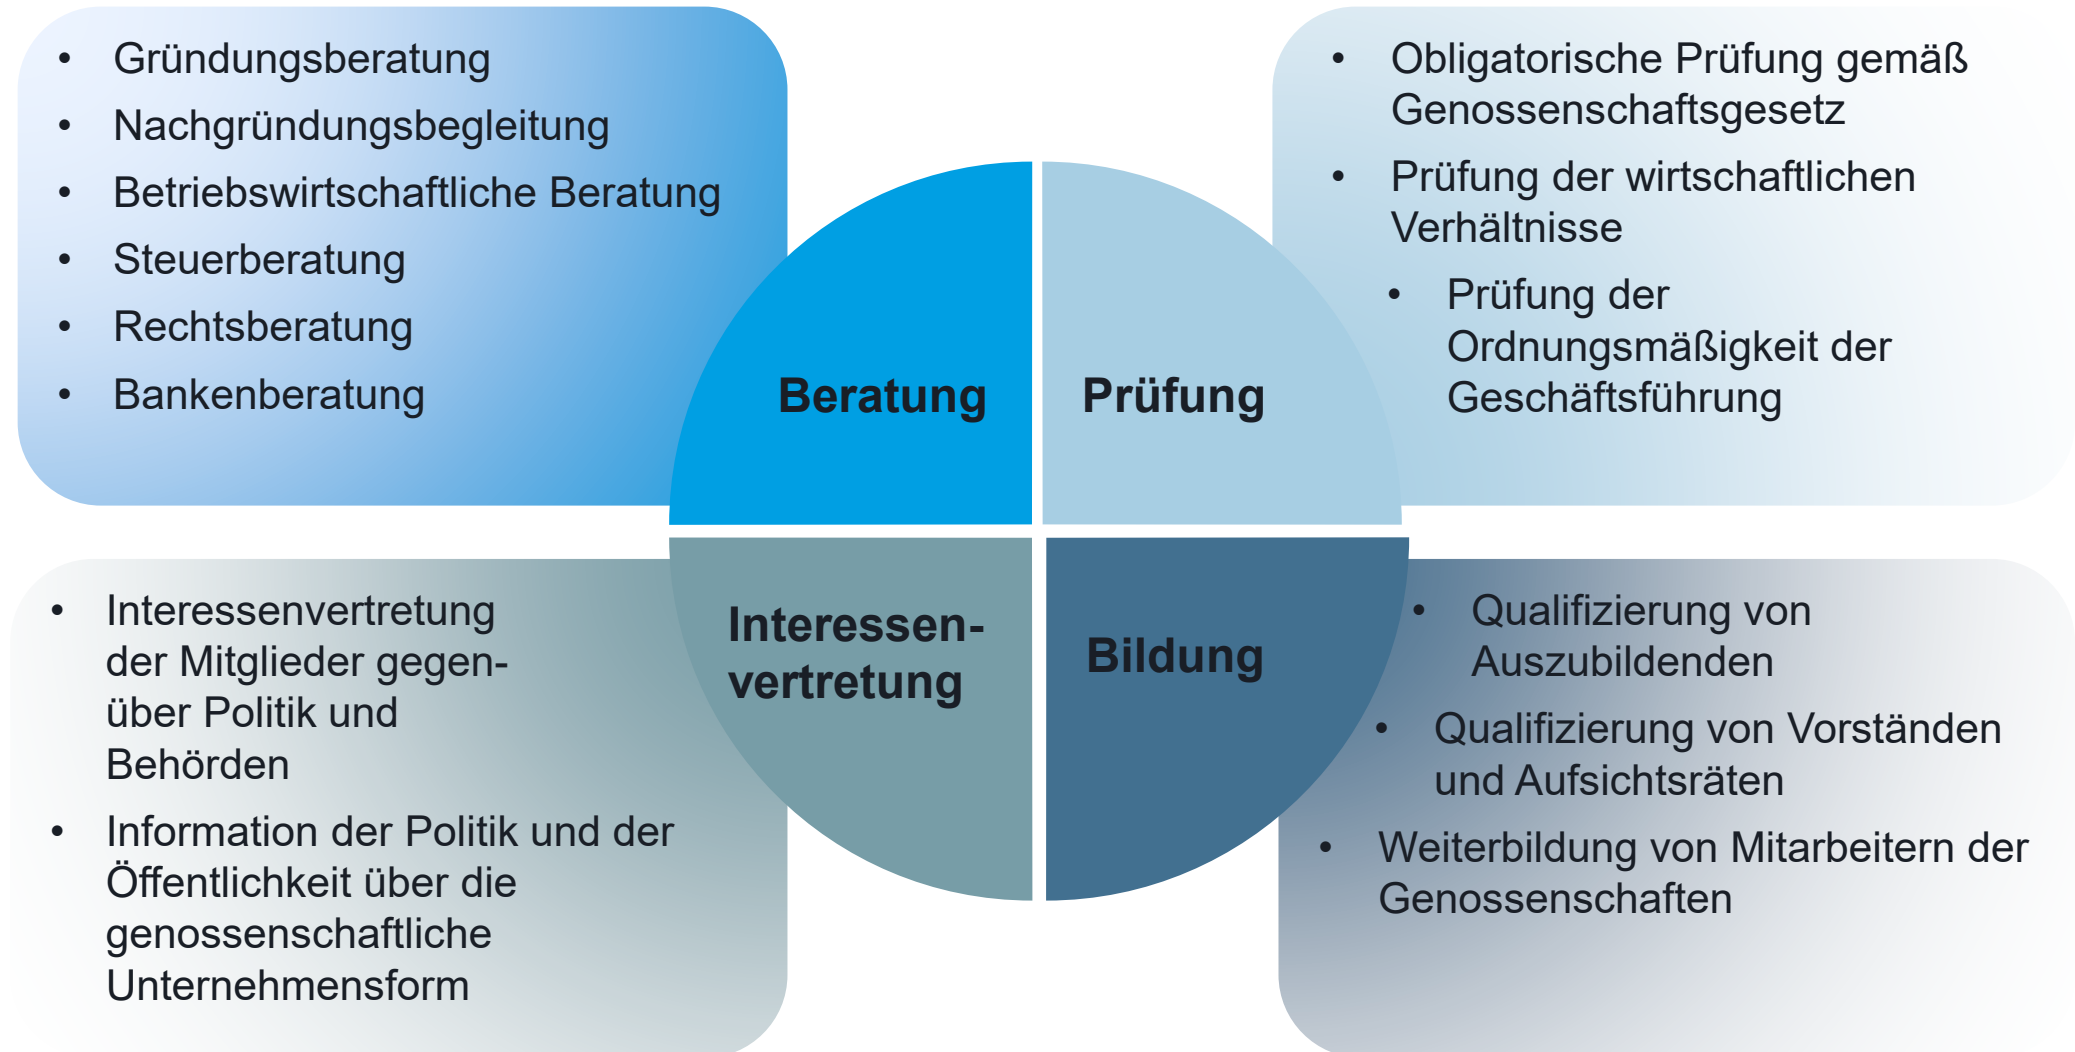 • Gründungsberatung
• Nachgründungsbegleitung
• Betriebswirtschaftliche Beratung
• Steuerberatung
• Rechtsberatung
• Bankenberatung
• Obligatorische Prüfung gemäß
Genossenschaftsgesetz
• Prüfung der wirtschaftlichen
Verhältnisse
• Prüfung der
Ordnungsmäßigkeit der
Geschäftsführung
Beratung
Prüfung
Interessen-
vertretung
Bildung
• Interessenvertretung
der Mitglieder gegen-
über Politik und
Behörden
• Information der Politik und der
Öffentlichkeit über die
genossenschaftliche
Unternehmensform
• Qualifizierung von
Auszubildenden
• Qualifizierung von Vorständen
und Aufsichtsräten
• Weiterbildung von Mitarbeitern der
Genossenschaften